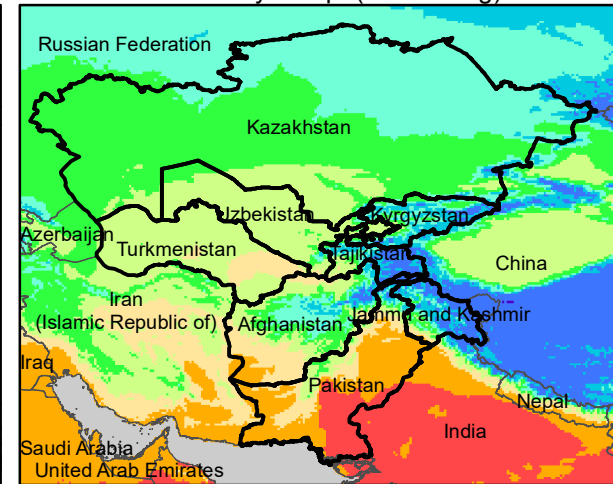 Russian Federation
Kazakhstan
Uzbekistan
Kyrgyzstan
Azerbaijan
Turkmenistan
Tajikistan
China
Iran
(Islamic Republic of)
Afghanistan
Jammu and Kashmir
Iraq
Pakistan
Nepal
India
Saudi Arabia
United Arab Emirates